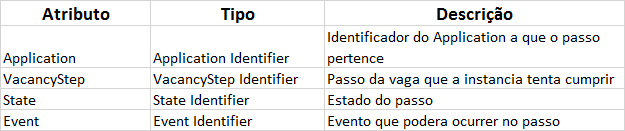 Atributo Tipo Descrição
Identificador do Application a que o passo
Application Application Identifier pertence
VacancyStep VacancyStep Identifier Passo da vaga que a instancia tenta cumprir
State State Identifier Estado do passo
Event Event Identifier Evento que podera ocurrer no passo